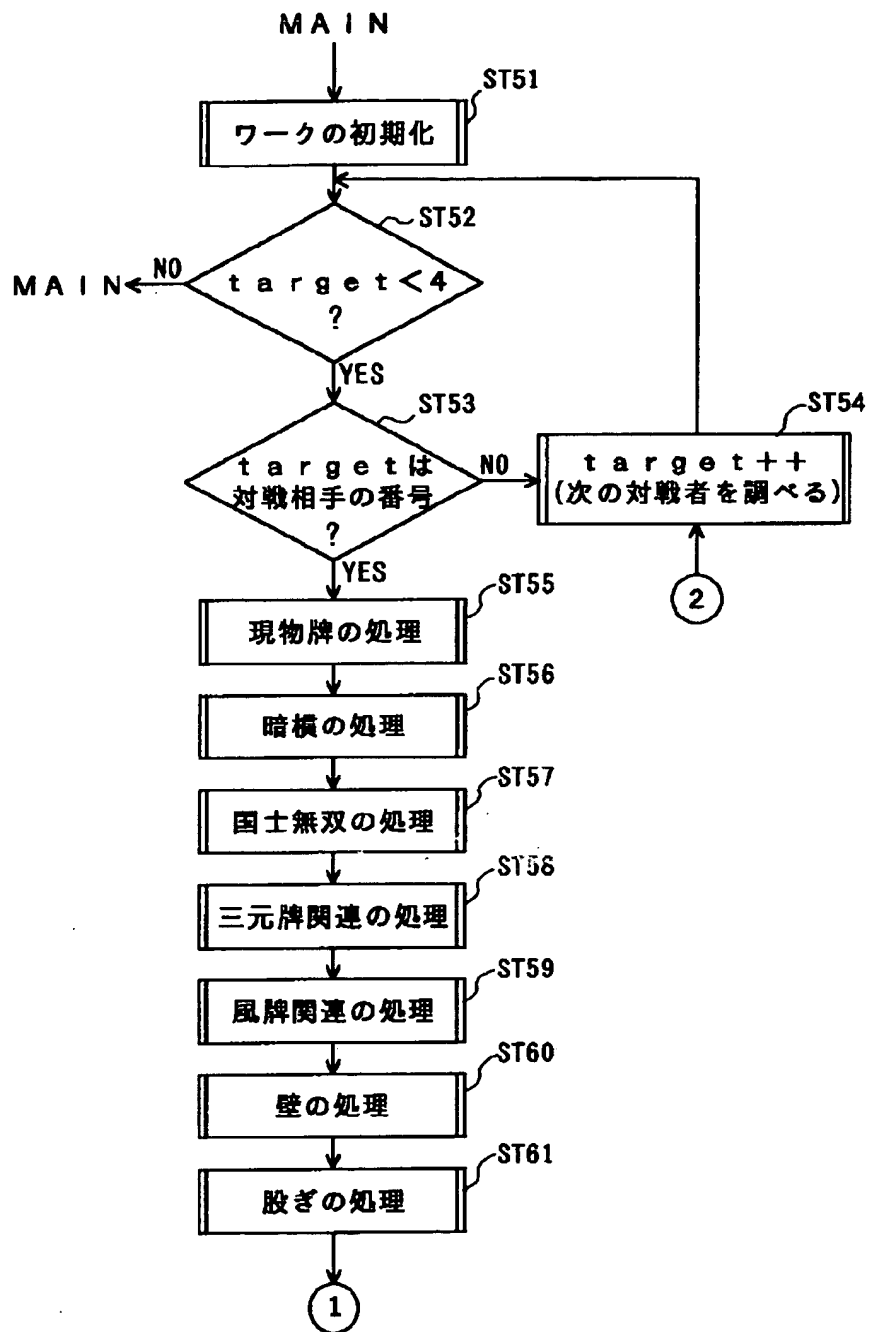 MAIN
ST51
ワークの初期化
ST52
target<4
?
NO
MAIN
YES
ST53
targetは
対戦相手の番号
?
NO
ST54
target++
(次の対戦者を調べる)
2
YES
ST55
現物牌の処理
ST56
暗槓の処理
ST57
国士無双の処理
ST58
三元牌関連の処理
ST59
風牌関連の処理
ST60
壁の処理
ST61
股ぎの処理
1